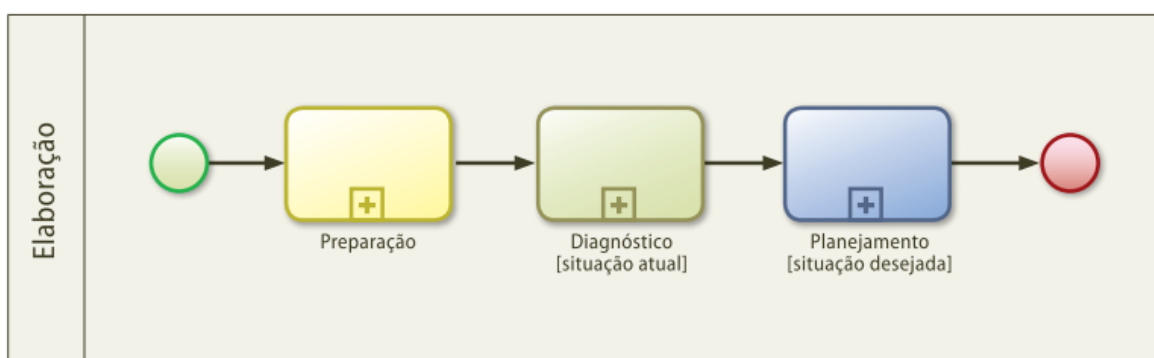 Elaboração
Preparação
Diagnóstico
[situação atual]
Planejamento
[situação desejada]